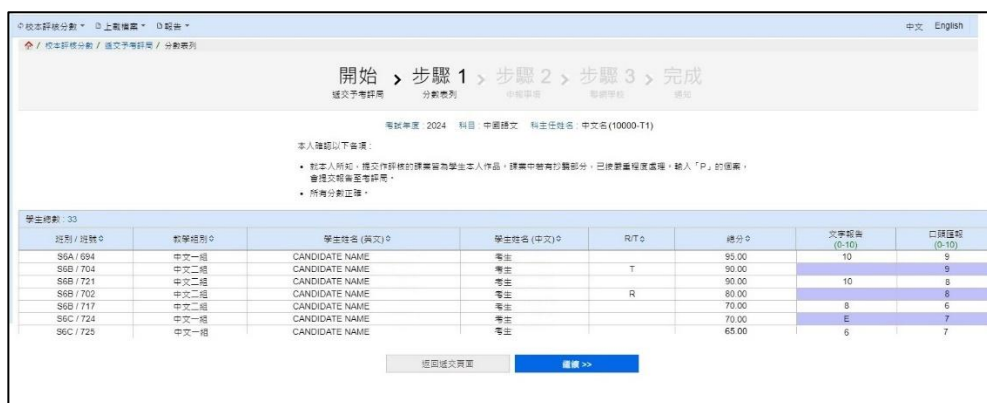 校本評核分數 上載檔案 報告 中文 English
/ 校本評核分數 / 遞交予考評局 / 分數表列
開始 > 步驟 1 > 步驟 2 > 步驟 3 > 完成
遞交予考評局 分數表列
考試年度 : 2024 科目 : 中國語文 科主任姓名 : 中文名(10000-T1)
本人確認以下各項 :
• 就本人所知,提交作評核的課業皆為學生本人作品,課業中若有抄襲部分,已按嚴重程度處理,輸入「P」的個案,
會提交報告至考評局。
• 所有分數正確。
學生總數 : 33
班別 / 班號 教學組別 學生姓名 (英文) 學生姓名 (中文) R/T 總分 文字報告 口頭匯報
(0-10) (0-10)
S6A / 694 中文一組 CANDIDATE NAME 考生 95.00 10 9
S6B / 704 中文二組 CANDIDATE NAME 考生 T 90.00 9
S6B / 721 中文二組 CANDIDATE NAME 考生 90.00 10 8
S6B / 702 中文二組 CANDIDATE NAME 考生 R 80.00 8
S6B / 717 中文二組 CANDIDATE NAME 考生 70.00 8 6
S6C / 724 中文一組 CANDIDATE NAME 考生 70.00 E 7
S6C / 725 中文一組 CANDIDATE NAME 考生 65.00 6 7
返回遞交頁面 繼續 >>